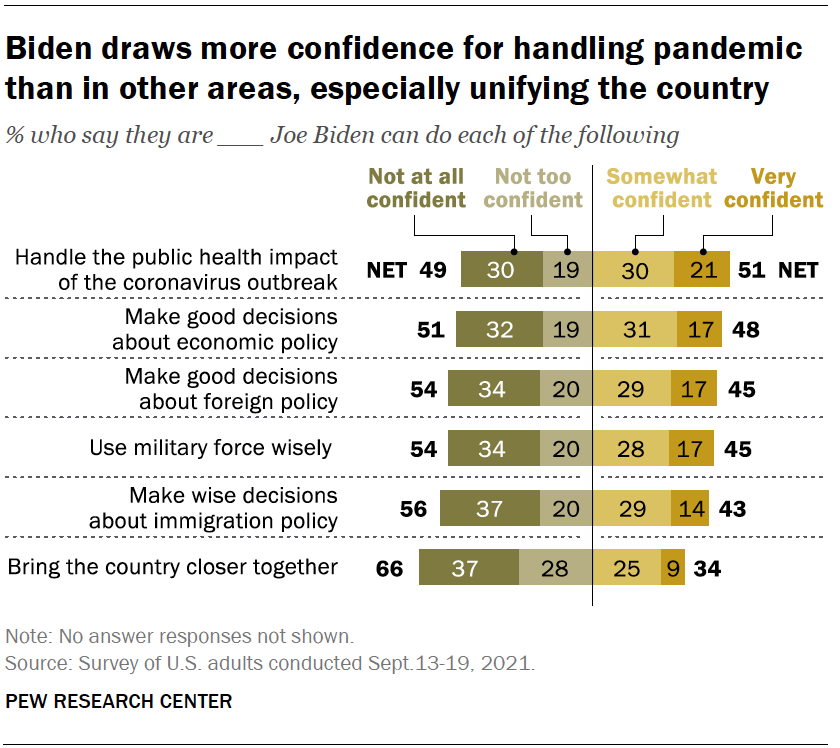 Biden draws more confidence for handling pandemic
than in other areas, especially unifying the country
% who say they are ___ Joe Biden can do each of the following
Not at all confident
Not too confident
Somewhat confident
Very confident
Handle the public health impact
of the coronavirus outbreak
NET 49 30 19 30 21 51 NET
Make good decisions
about economic policy
51 32 19 31 17 48
Make good decisions
about foreign policy
54 34 20 29 17 45
Use military force wisely
54 34 20 28 17 45
Make wise decisions
about immigration policy
56 37 20 29 14 43
Bring the country closer together
66 37 28 25 9 34
Note: No answer responses not shown.
Source: Survey of U.S. adults conducted Sept.13-19, 2021.
PEW RESEARCH CENTER